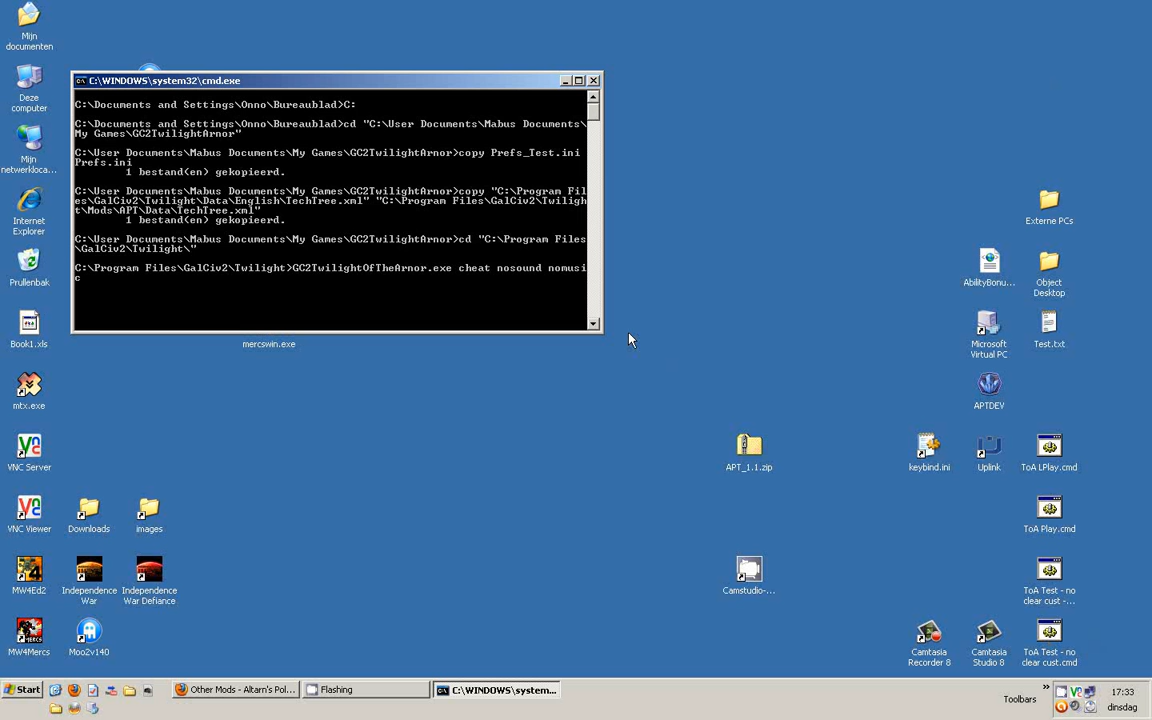 Mijn
documenten
Deze
computer
Mijn
netwerkloca...
Internet
Explorer
Prullenbak
Book1.xls
mtx.exe
VNC Server
VNC Viewer
Downloads
images
MW4Ed2
Independence
War
Independence
War Defiance
MW4Mercs
Moo2v140
C:\WINDOWS\system32\cmd.exe
C:\Documents and Settings\Onno\Bureaublad>C:
C:\Documents and Settings\Onno\Bureaublad>cd "C:\User Documents\Mabus Documents\
My Games\GC2TwilightArnor"
C:\User Documents\Mabus Documents\My Games\GC2TwilightArnor>copy Prefs_Test.ini
Prefs.ini
1 bestand(en) gekopieerd.
C:\User Documents\Mabus Documents\My Games\GC2TwilightArnor>copy "C:\Program Fil
es\GalCiv2\Twilight\Data\English\TechTree.xml" "C:\Program Files\GalCiv2\Twiligh
t\Mods\APT\Data\TechTree.xml"
1 bestand(en) gekopieerd.
C:\User Documents\Mabus Documents\My Games\GC2TwilightArnor>cd "C:\Program Files
\GalCiv2\Twilight\"
C:\Program Files\GalCiv2\Twilight>GC2TwilightOfTheArnor.exe cheat nosound nomusi
c
mercswin.exe
Externe PCs
AbilityBonu...
Object
Desktop
Microsoft
Virtual PC
Test.txt
APTDEV
APT_1.1.zip
keybind.ini
Uplink
ToA LPlay.cmd
ToA Play.cmd
Camstudio-...
ToA Test - no
clear cust -...
Camtasia
Recorder 8
Camtasia
Studio 8
ToA Test - no
clear cust.cmd
Start
Other Mods - Altarn's Pol...
Flashing
C:\WINDOWS\system...
Toolbars
17:33
dinsdag